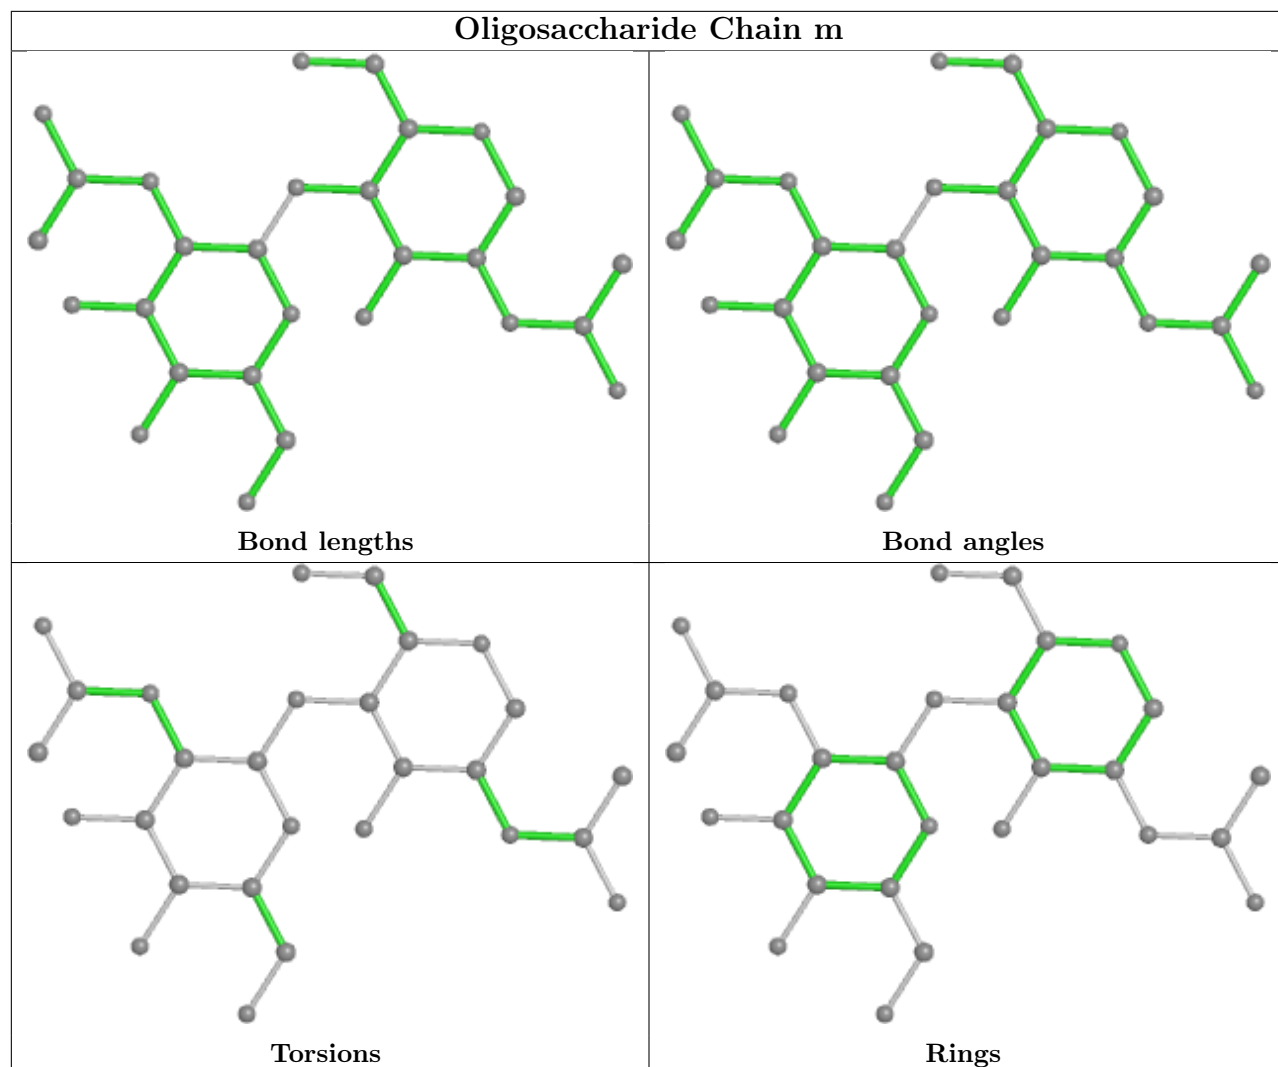 Oligosaccharide Chain m
Bond lengths
Bond angles
Torsions
Rings